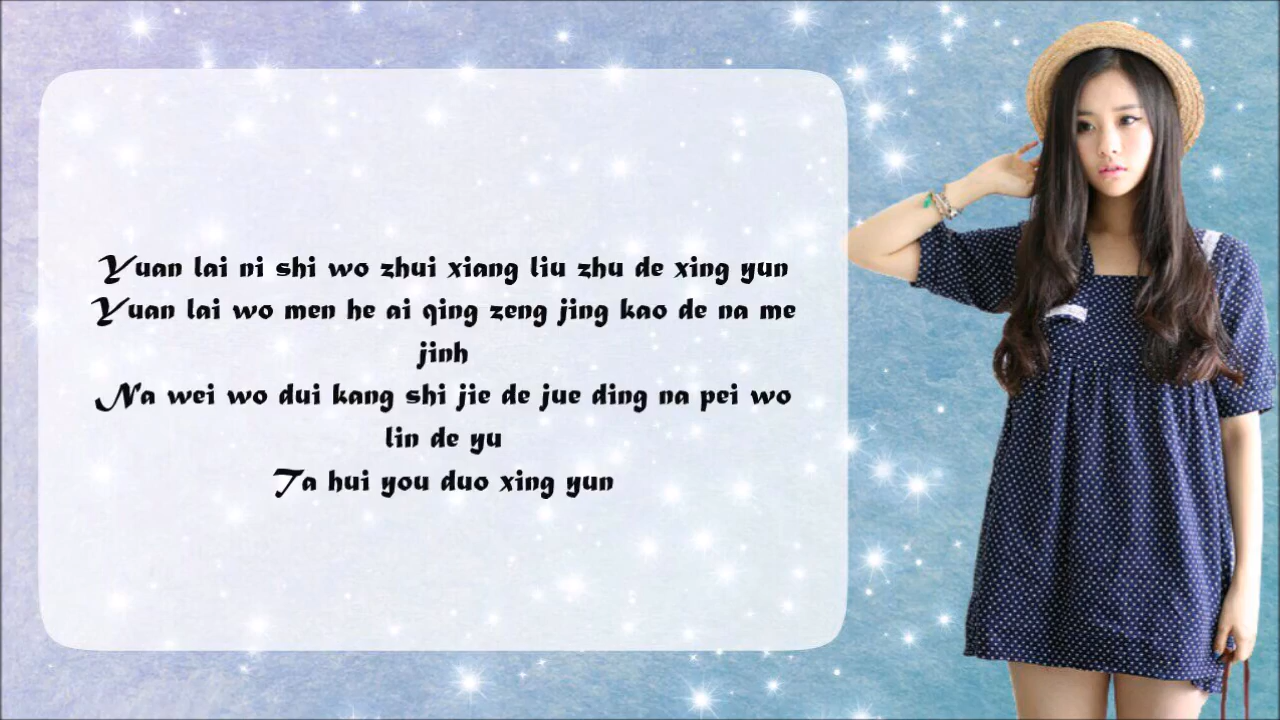 Yuan lai ni shi wo zhui xiang liu zhu de xing yun
Yuan lai wo men he ai qing zeng jing kao de na me
jinh
Na wei wo dui kang shi jie de jue ding na pei wo
lin de yu
Ta hui you duo xing yun